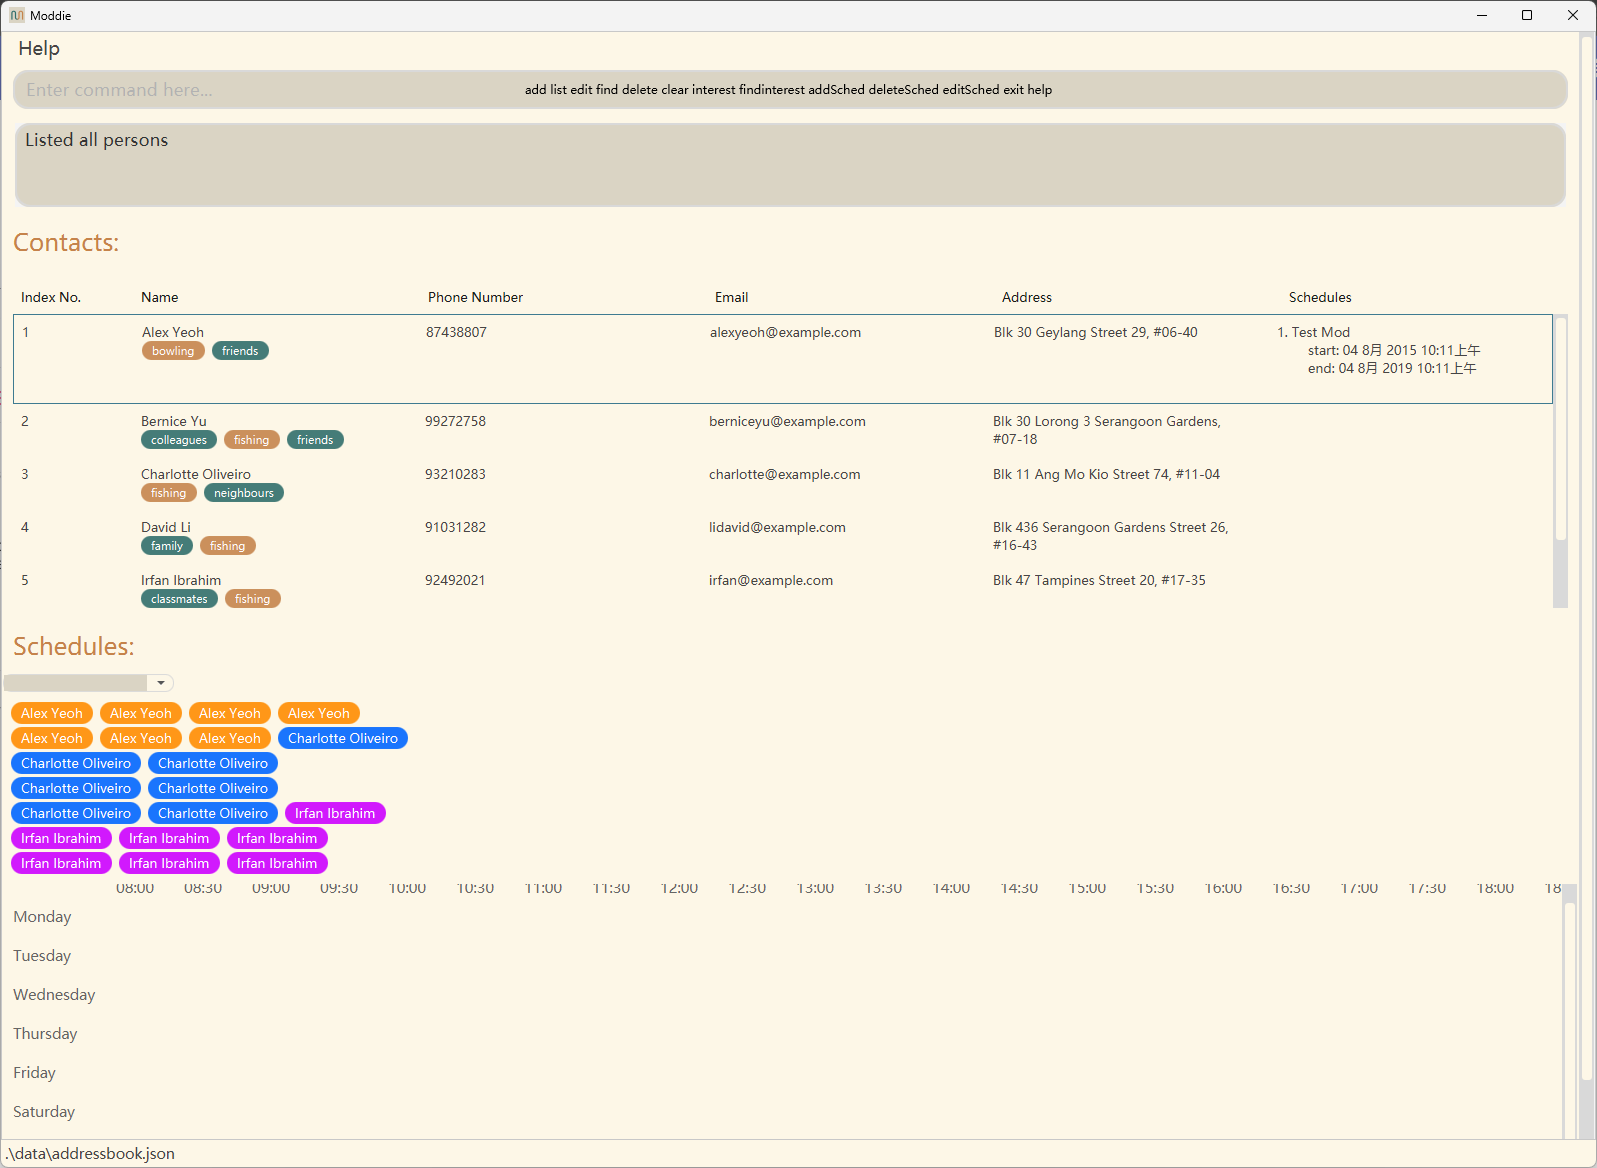 Moddie
Help
Enter command here...
add list edit find delete clear interest findinterest addSched deleteSched editSched exit help
Listed all persons
Contacts:
Index No. Name Phone Number Email Address Schedules
1 Alex Yeoh 87438807 alexyeoh@example.com Blk 30 Geylang Street 29, #06-40 1. Test Mod
bowling friends start: 04 8月 2015 10:11上午
end: 04 8月 2019 10:11上午
2 Bernice Yu 99272758 berniceyu@example.com Blk 30 Lorong 3 Serangoon Gardens,
colleagues fishing friends #07-18
3 Charlotte Oliveiro 93210283 charlotte@example.com Blk 11 Ang Mo Kio Street 74, #11-04
fishing neighbours
4 David Li 91031282 lidavid@example.com Blk 436 Serangoon Gardens Street 26,
family fishing #16-43
5 Irfan Ibrahim 92492021 irfan@example.com Blk 47 Tampines Street 20, #17-35
classmates fishing
Schedules:
Alex Yeoh Alex Yeoh Alex Yeoh Alex Yeoh
Alex Yeoh Alex Yeoh Alex Yeoh Charlotte Oliveiro
Charlotte Oliveiro Charlotte Oliveiro
Charlotte Oliveiro Charlotte Oliveiro
Charlotte Oliveiro Charlotte Oliveiro Irfan Ibrahim
Irfan Ibrahim Irfan Ibrahim Irfan Ibrahim
Irfan Ibrahim Irfan Ibrahim Irfan Ibrahim
08:00 08:30 09:00 09:30 10:00 10:30 11:00 11:30 12:00 12:30 13:00 13:30 14:00 14:30 15:00 15:30 16:00 16:30 17:00 17:30 18:00 18
Monday
Tuesday
Wednesday
Thursday
Friday
Saturday
.\data\addressbook.json